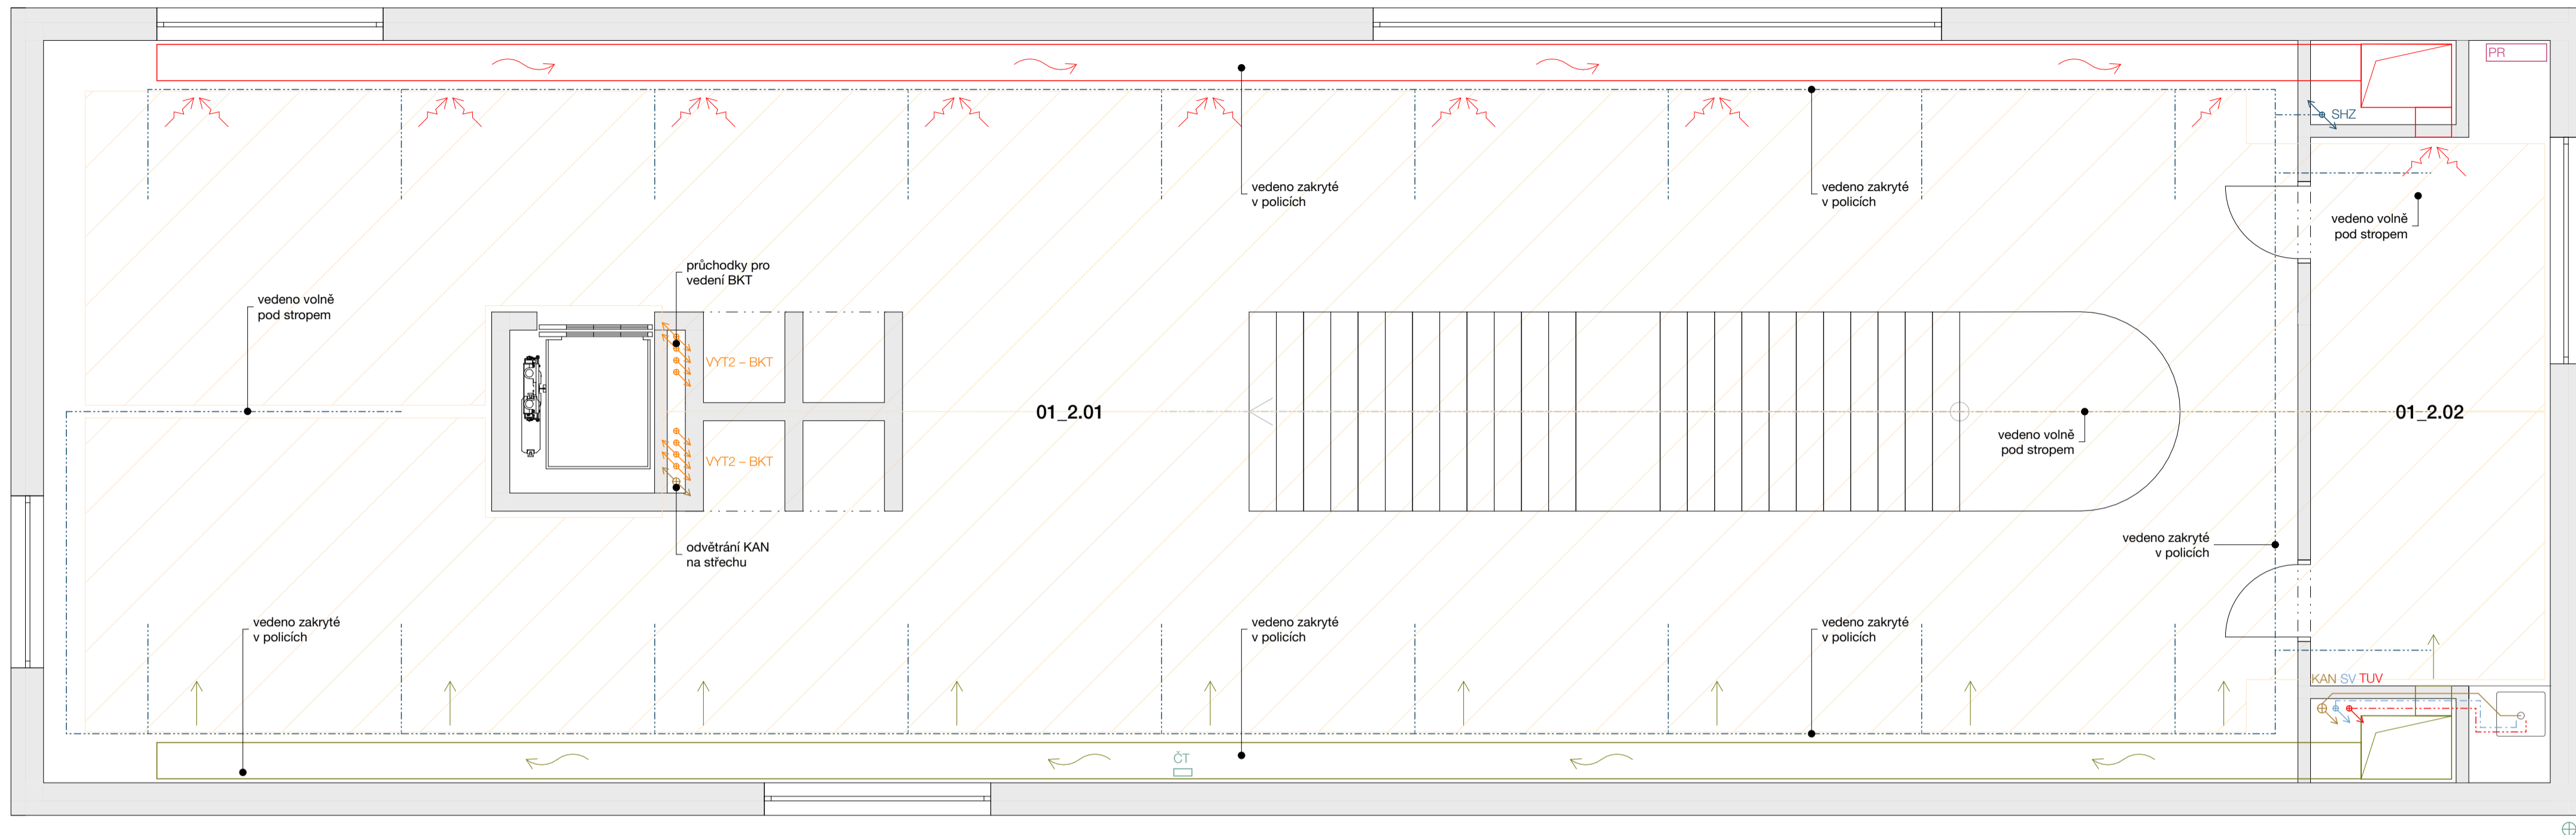 PR
SHZ
vedeno zakryté
v policích
vedeno zakryté
v policích
vedeno volně
pod stropem
průchodky pro
vedení BKT
vedeno volně
pod stropem
VYT2 – BKT
01_2.01
01_2.02
vedeno volně
pod stropem
VYT2 – BKT
vedeno zakryté
v policích
odvětrání KAN
na střechu
vedeno zakryté
v policích
vedeno zakryté
v policích
vedeno zakryté
v policích
KAN SV TUV
ČT